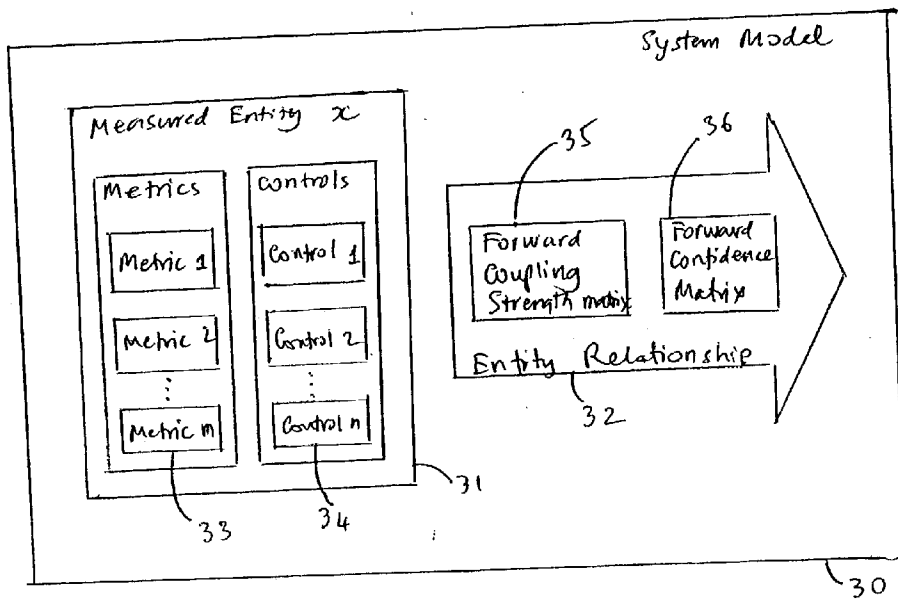 System Model
Measured Entity x
Metrics
Metric 1
Metric 2
⋮
Metric m
Controls
Control 1
Control 2
⋮
Control n
35
36
Forward
Coupling
Strength matrix
Forward
Confidence
Matrix
Entity Relationship
32
31
33
34
30